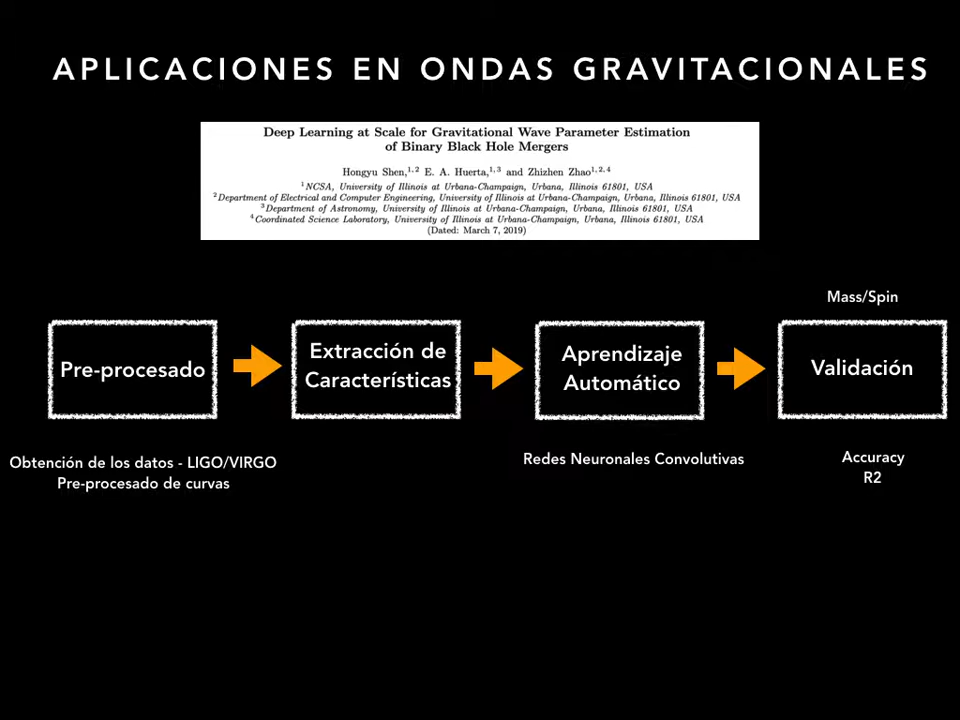 APLICACIONES EN ONDAS GRAVITACIONALES
Deep Learning at Scale for Gravitational Wave Parameter Estimation
of Binary Black Hole Mergers
Hongyu Shen,1,2 E. A. Huerta,1,3 and Zhizhen Zhao1,2,4
1NCSA, University of Illinois at Urbana-Champaign, Urbana, Illinois 61801, USA
2Department of Electrical and Computer Engineering, University of Illinois at Urbana-Champaign, Urbana, Illinois 61801, USA
3Department of Astronomy, University of Illinois at Urbana-Champaign, Urbana, Illinois 61801, USA
4Coordinated Science Laboratory, University of Illinois at Urbana-Champaign, Urbana, Illinois 61801, USA
(Dated: March 7, 2019)
Pre-procesado
Obtención de los datos - LIGO/VIRGO
Pre-procesado de curvas
Extracción de
Características
Aprendizaje
Automático
Redes Neuronales Convolutivas
Mass/Spin
Validación
Accuracy
R2